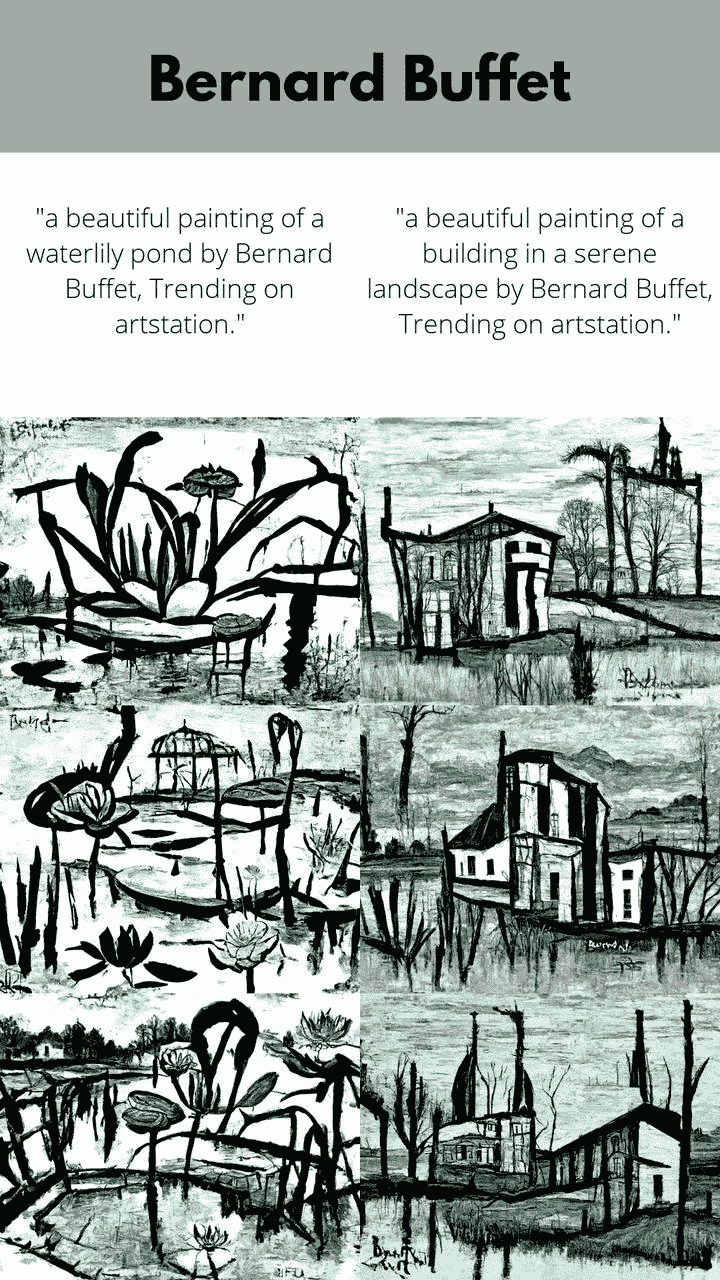 Bernard Buffet
"a beautiful painting of a
waterlily pond by Bernard
Buffet, Trending on
artstation."
"a beautiful painting of a
building in a serene
landscape by Bernard Buffet,
Trending on artstation."